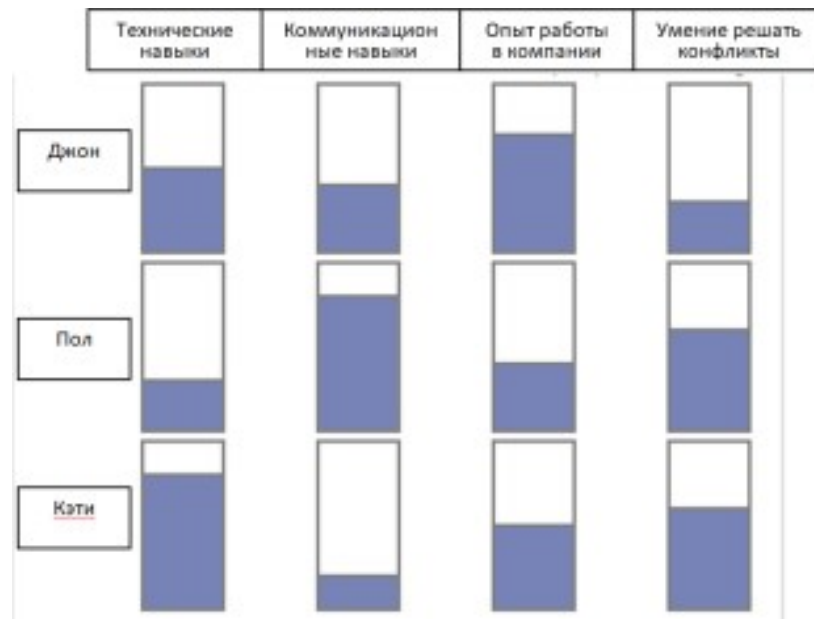 Технические
навыки
Коммуникацион
ные навыки
Опыт работы
в компании
Умение решать
конфликты
Джон
Пол
Кэти